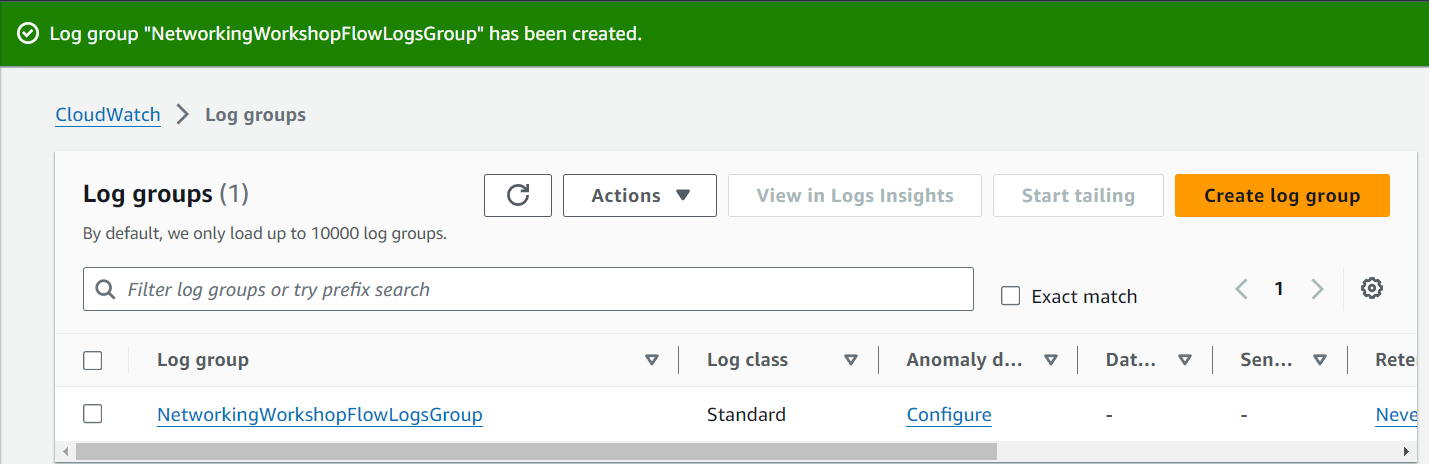 Log group "NetworkingWorkshopFlowLogsGroup" has been created.
CloudWatch Log groups
Log groups (1) Actions View in Logs Insights Start tailing Create log group
By default, we only load up to 10000 log groups.
Filter log groups or try prefix search Exact match 1
Log group Log class Anomaly d... Dat... Sen... Rete
NetworkingWorkshopFlowLogsGroup Standard Configure - - Neve